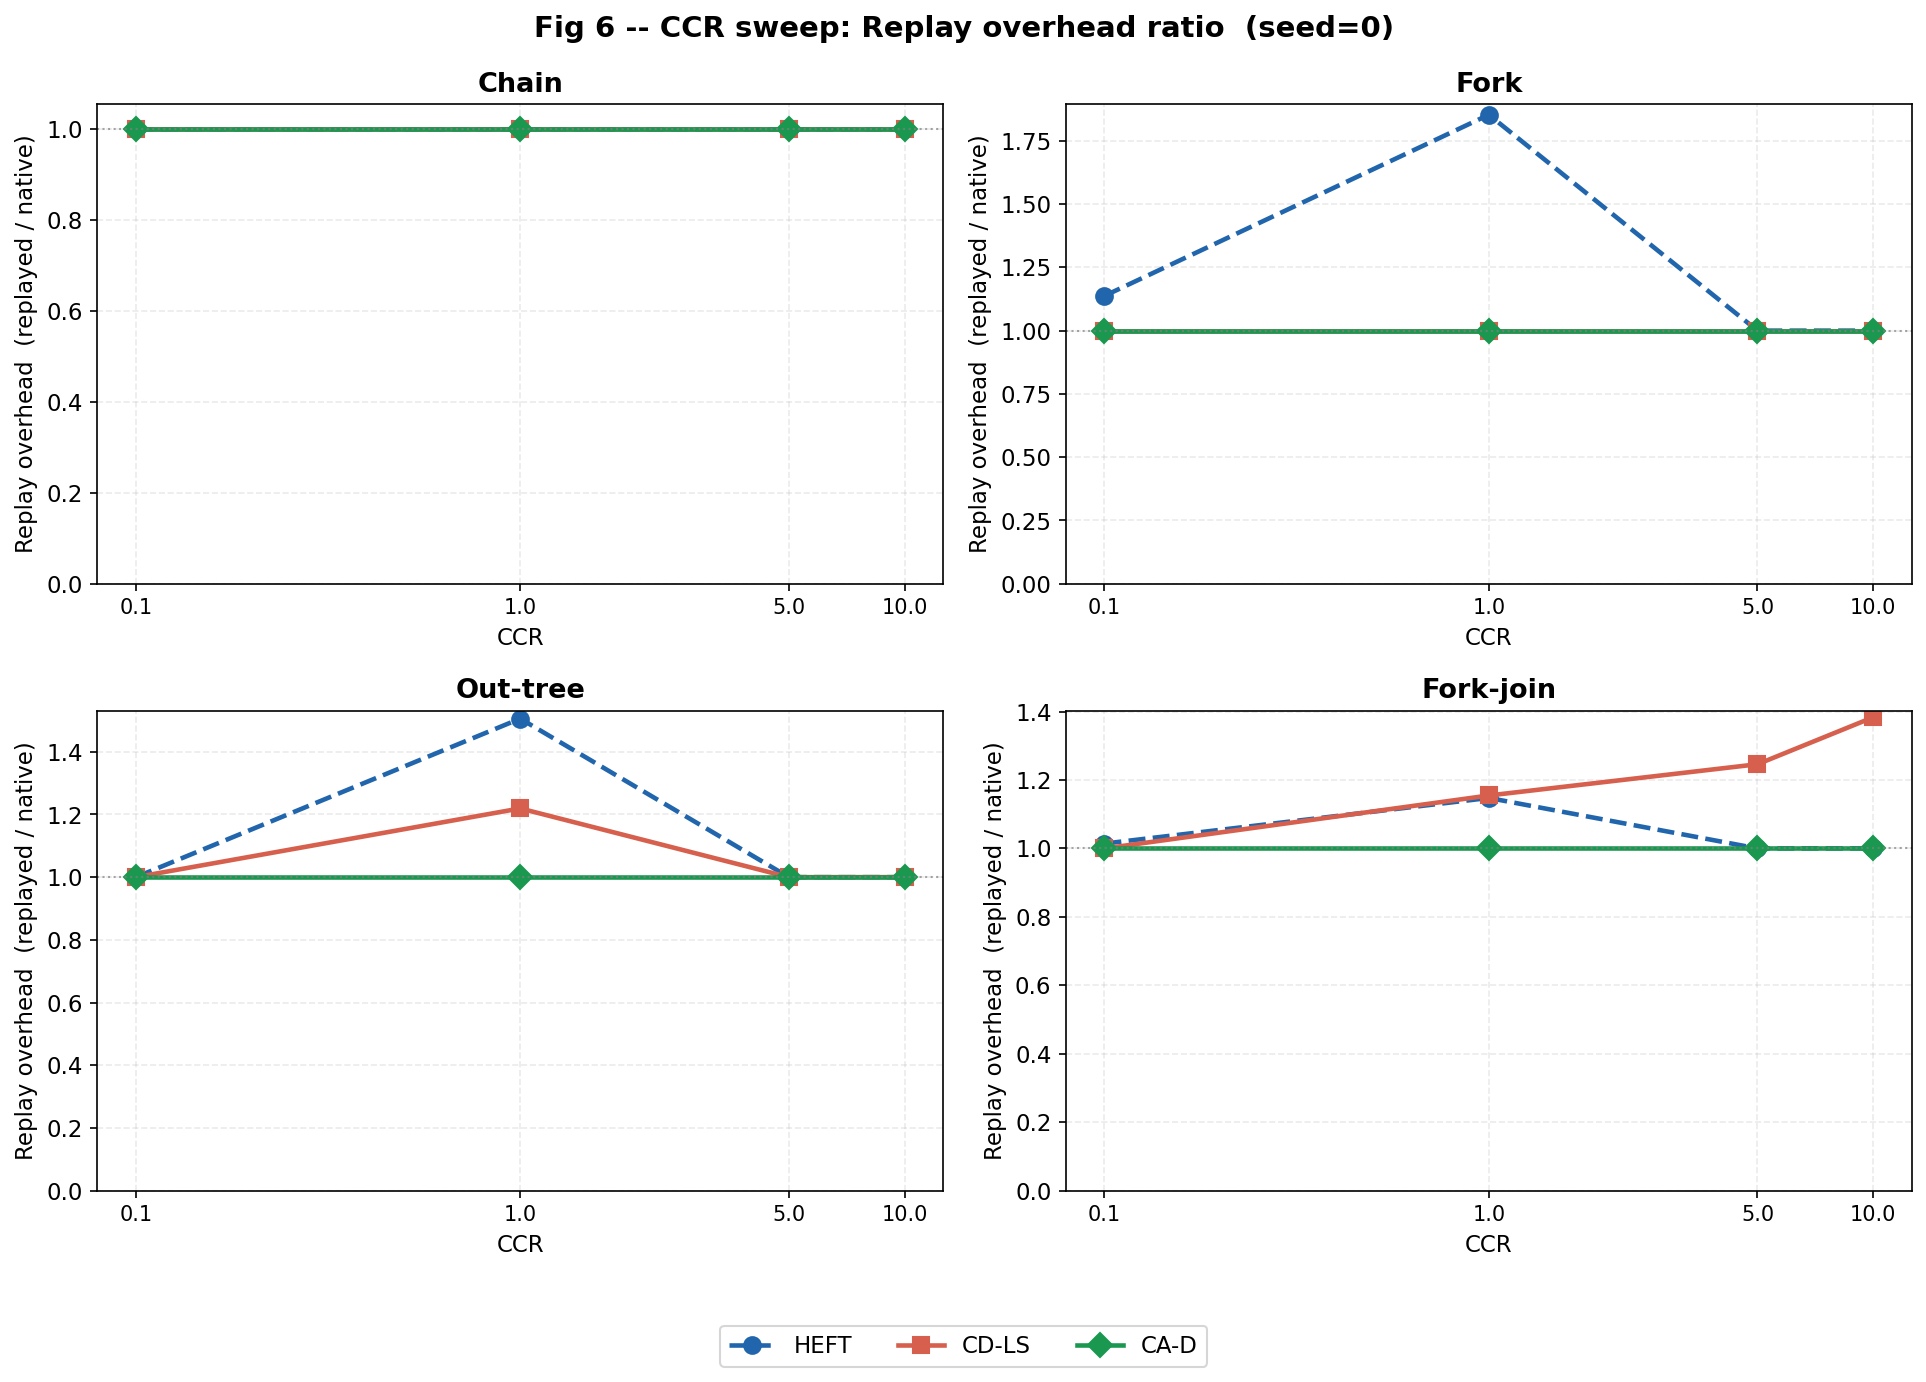 Fig 6 -- CCR sweep: Replay overhead ratio  (seed=0)
Chain
Replay overhead  (replayed / native)
1.0
0.8
0.6
0.4
0.2
0.0
0.1
1.0
5.0
10.0
CCR
Fork
Replay overhead  (replayed / native)
1.75
1.50
1.25
1.00
0.75
0.50
0.25
0.00
0.1
1.0
5.0
10.0
CCR
Out-tree
Replay overhead  (replayed / native)
1.4
1.2
1.0
0.8
0.6
0.4
0.2
0.0
0.1
1.0
5.0
10.0
CCR
Fork-join
Replay overhead  (replayed / native)
1.4
1.2
1.0
0.8
0.6
0.4
0.2
0.0
0.1
1.0
5.0
10.0
CCR
HEFT
CD-LS
CA-D